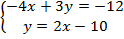 −4x + 3y = −12
y = 2x − 10